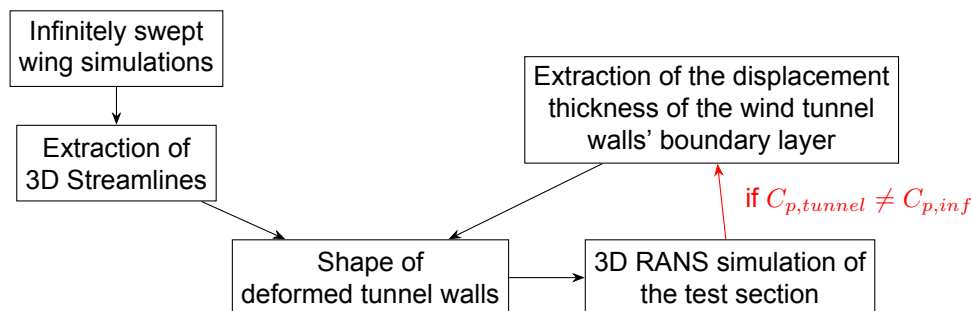 Infinitely swept
wing simulations
Extraction of
3D Streamlines
Extraction of the displacement
thickness of the wind tunnel
walls’ boundary layer
if $C_{p,tunnel} \neq C_{p,inf}$
Shape of
deformed tunnel walls
3D RANS simulation of
the test section